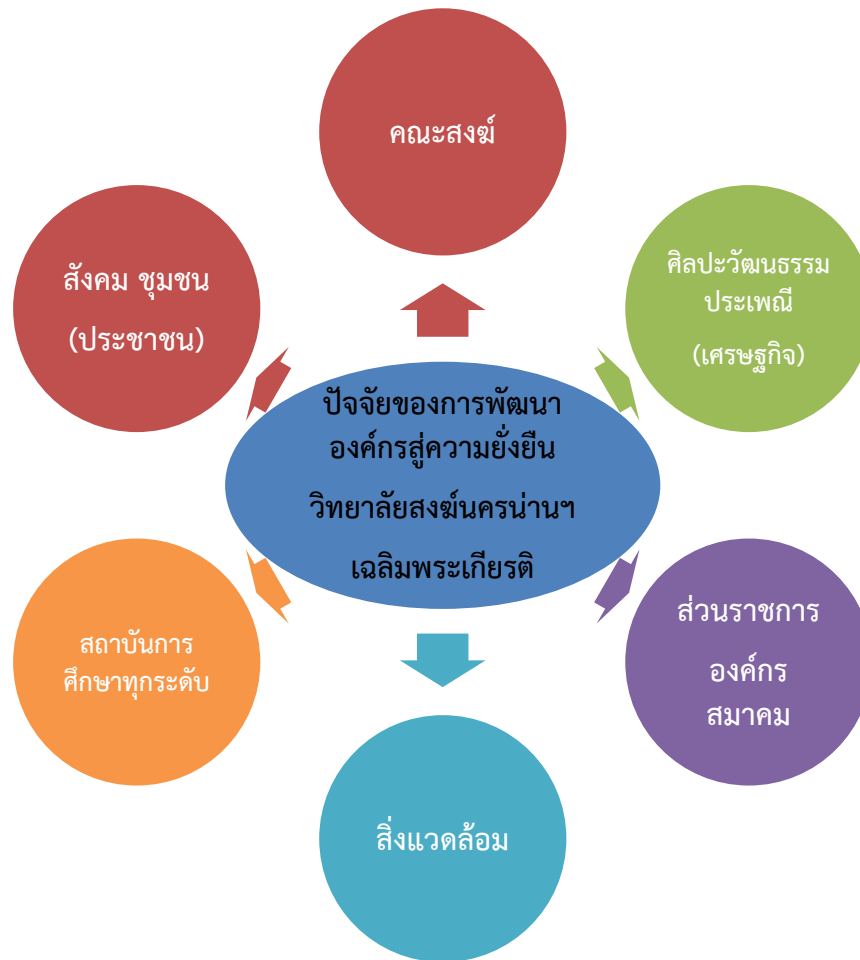 คณะสงฆ์
สังคม ชุมชน
(ประชาชน)
ศิลปะวัฒนธรรม
ประเพณี
(เศรษฐกิจ)
ปัจจัยของการพัฒนา
องค์กรสู่ความยั่งยืน
วิทยาลัยสงฆ์นครน่านฯ
เฉลิมพระเกียรติ
สถาบันการ
ศึกษาทุกระดับ
ส่วนราชการ
องค์กร
สมาคม
สิ่งแวดล้อม